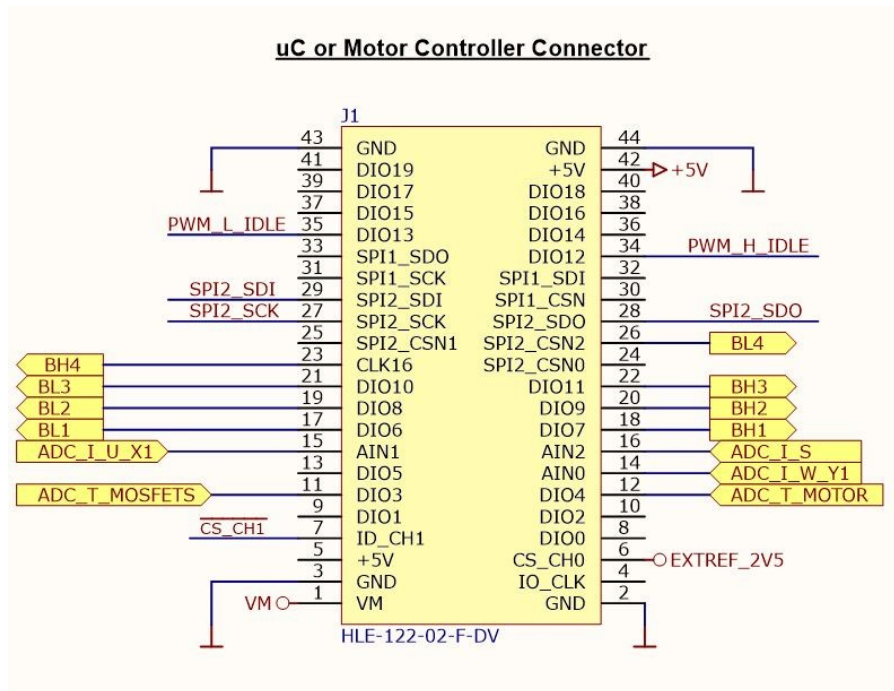 uC or Motor Controller Connector
J1
43 GND GND 44
41 DIO19 +5V 42 +5V
39 DIO17 DIO18 40
37 DIO15 DIO16 38
PWM_L_IDLE 35 DIO13 DIO14 36
33 SPI1_SDO DIO12 34 PWM_H_IDLE
31 SPI1_SCK SPI1_SDI 32
SPI2_SDI 29 SPI2_SDI SPI1_CSN 30
SPI2_SCK 27 SPI2_SCK SPI2_SDO 28 SPI2_SDO
25 SPI2_CSN1 SPI2_CSN2 26 BL4
BH4 23 CLK16 SPI2_CSN0 24
BL3 21 DIO10 DIO11 22 BH3
BL2 19 DIO8 DIO9 20 BH2
BL1 17 DIO6 DIO7 18 BH1
ADC_I_U_X1 15 AIN1 AIN2 16 ADC_I_S
13 DIO5 AIN0 14 ADC_I_W_Y1
ADC_T_MOSFETS 11 DIO3 DIO4 12 ADC_T_MOTOR
9 DIO1 DIO2 10
CS_CH1 7 ID_CH1 DIO0 8
5 +5V CS_CH0 6 EXTREF_2V5
3 GND IO_CLK 4
VM 1 VM GND 2
HLE-122-02-F-DV